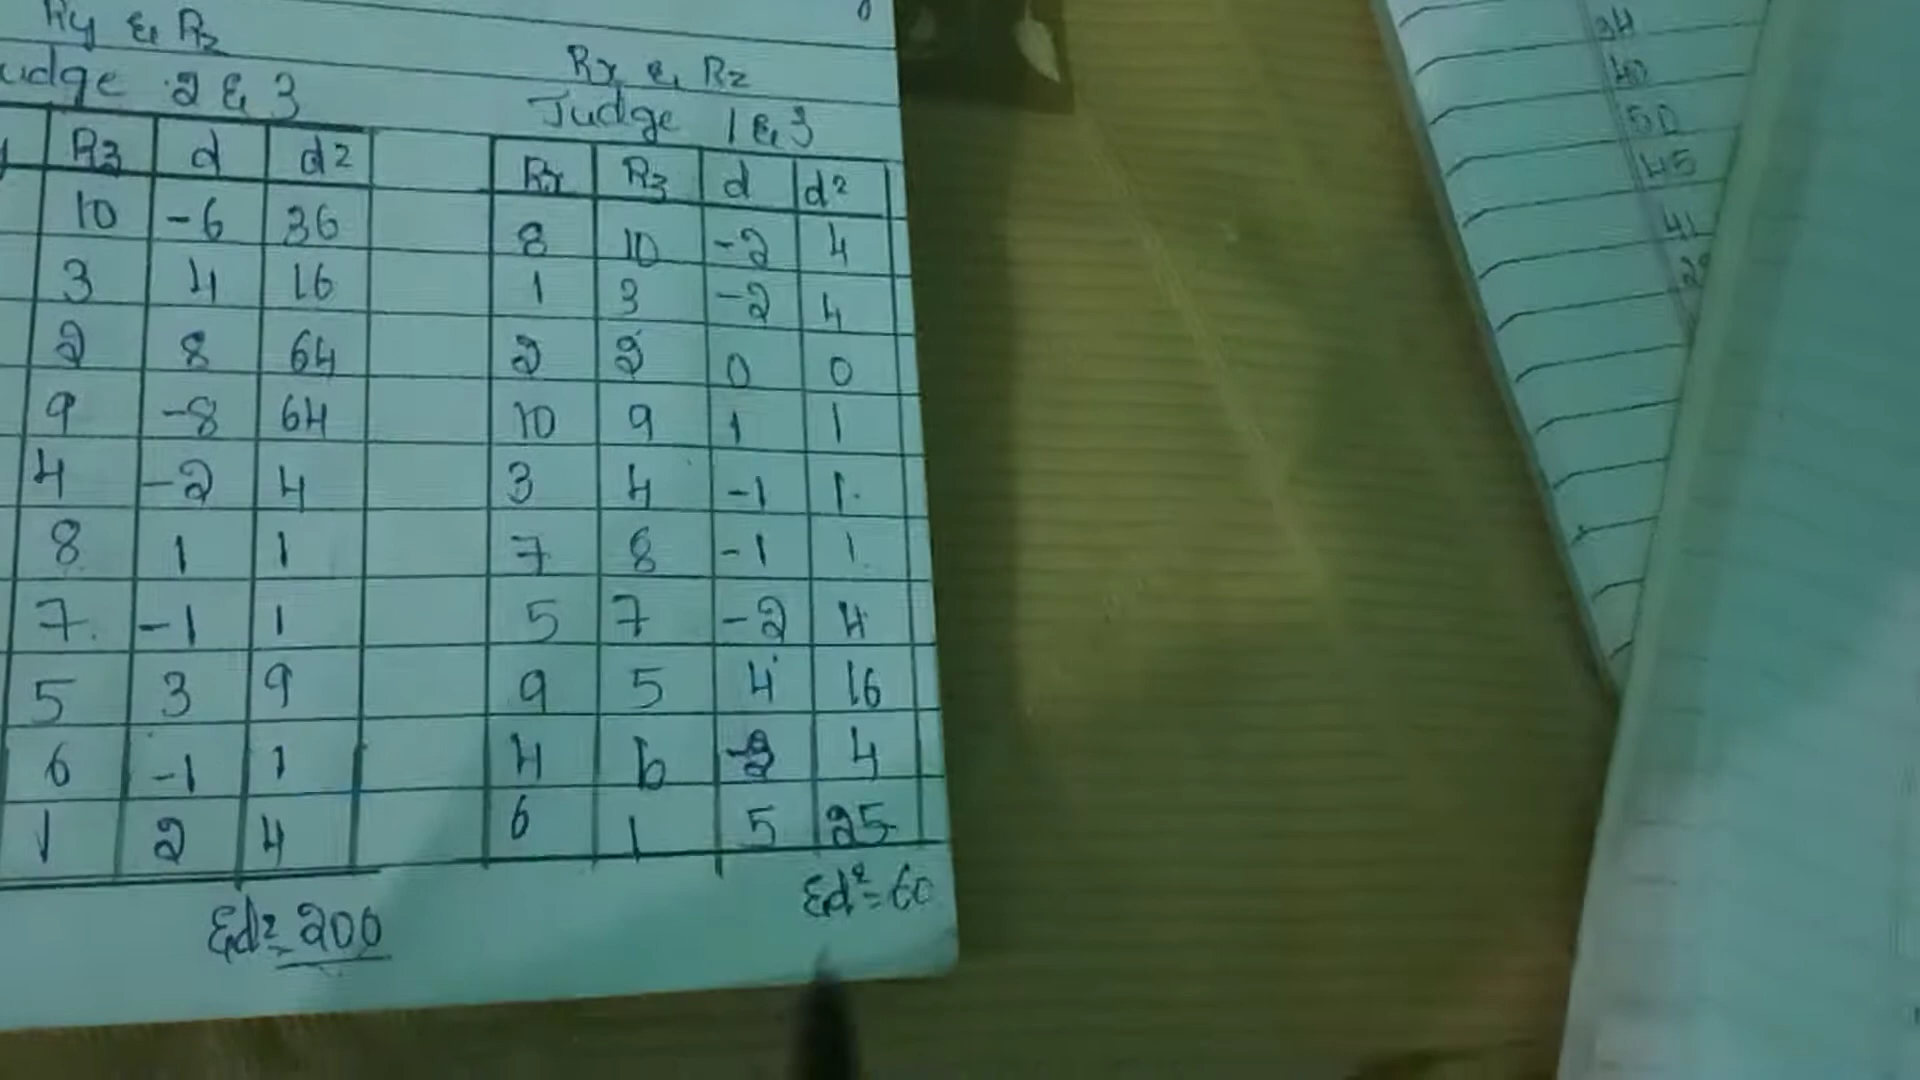 Ry & Rz
udge 2 & 3
R3 d d2
10 -6 36
3 4 16
2 8 64
9 -8 64
4 -2 4
8 1 1
7. -1 1
5 3 9
6 -1 1
1 2 4
Σd2= 200
Rx & Rz
Judge 1 & 3
Rx R3 d d2
8 10 -2 4
1 3 -2 4
2 2 0 0
10 9 1 1
3 4 -1 1.
7 8 -1 1.
5 7 -2 4
9 5 4 16
4 6 -2 4
6 1 5 25
Σd2= 60
34
40
50
45